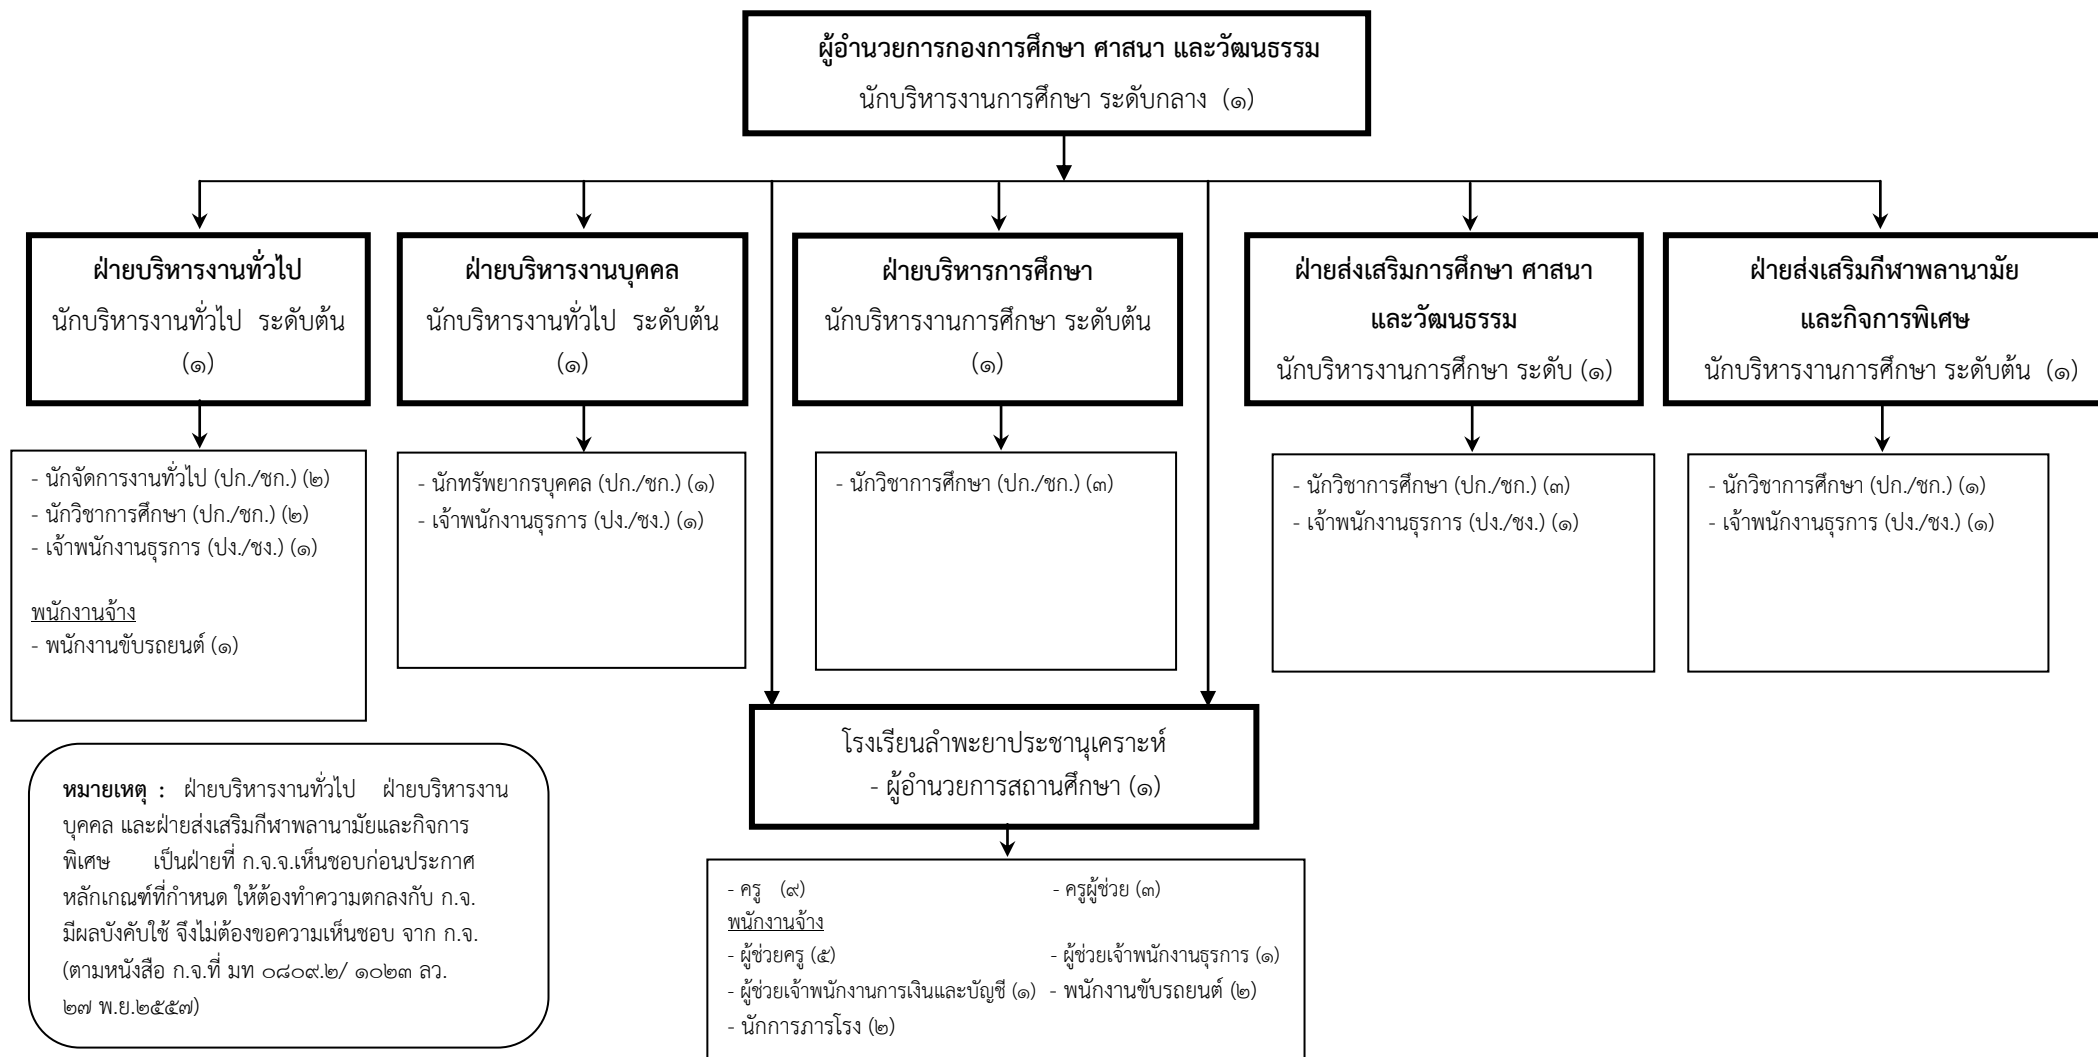 ผู้อำนวยการกองการศึกษา ศาสนา และวัฒนธรรม
นักบริหารงานการศึกษา ระดับกลาง (๑)
ฝ่ายบริหารงานทั่วไป
นักบริหารงานทั่วไป ระดับต้น
(๑)
ฝ่ายบริหารงานบุคคล
นักบริหารงานทั่วไป ระดับต้น
(๑)
ฝ่ายบริหารการศึกษา
นักบริหารงานการศึกษา ระดับต้น
(๑)
ฝ่ายส่งเสริมการศึกษา ศาสนา
และวัฒนธรรม
นักบริหารงานการศึกษา ระดับ (๑)
ฝ่ายส่งเสริมกีฬาพลานามัย
และกิจการพิเศษ
นักบริหารงานการศึกษา ระดับต้น (๑)
- นักจัดการงานทั่วไป (ปก./ชก.) (๒)
- นักวิชาการศึกษา (ปก./ชก.) (๒)
- เจ้าพนักงานธุรการ (ปง./ชง.) (๑)
พนักงานจ้าง
- พนักงานขับรถยนต์ (๑)
- นักทรัพยากรบุคคล (ปก./ชก.) (๑)
- เจ้าพนักงานธุรการ (ปง./ชง.) (๑)
- นักวิชาการศึกษา (ปก./ชก.) (๓)
- นักวิชาการศึกษา (ปก./ชก.) (๓)
- เจ้าพนักงานธุรการ (ปง./ชง.) (๑)
- นักวิชาการศึกษา (ปก./ชก.) (๑)
- เจ้าพนักงานธุรการ (ปง./ชง.) (๑)
โรงเรียนลำพะยาประชานุเคราะห์
- ผู้อำนวยการสถานศึกษา (๑)
หมายเหตุ : ฝ่ายบริหารงานทั่วไป ฝ่ายบริหารงาน
บุคคล และฝ่ายส่งเสริมกีฬาพลานามัยและกิจการ
พิเศษ เป็นฝ่ายที่ ก.จ.จ.เห็นชอบก่อนประกาศ
หลักเกณฑ์ที่กำหนด ให้ต้องทำความตกลงกับ ก.จ.
มีผลบังคับใช้ จึงไม่ต้องขอความเห็นชอบ จาก ก.จ.
(ตามหนังสือ ก.จ.ที่ มท ๐๘๐๙.๒/ ๑๐๒๓ ลว.
๒๗ พ.ย.๒๕๕๗)
- ครู (๙) - ครูผู้ช่วย (๓)
พนักงานจ้าง
- ผู้ช่วยครู (๕) - ผู้ช่วยเจ้าพนักงานธุรการ (๑)
- ผู้ช่วยเจ้าพนักงานการเงินและบัญชี (๑) - พนักงานขับรถยนต์ (๒)
- นักการภารโรง (๒)